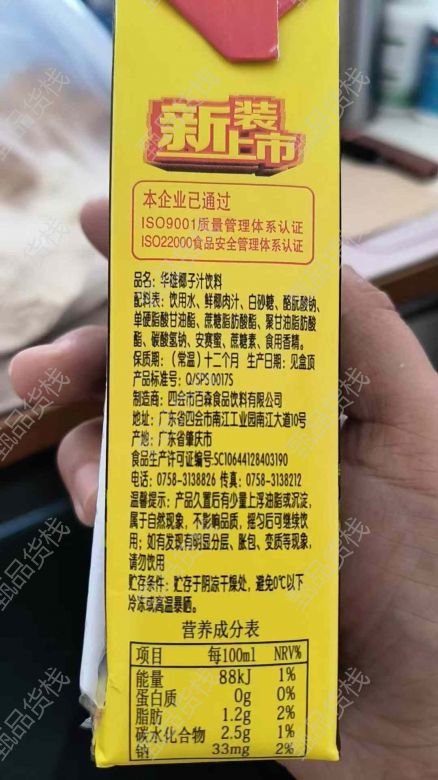 新装
上市
本企业已通过
ISO9001质量管理体系认证
ISO22000食品安全管理体系认证
品名：华雄椰子汁饮料
配料表：饮用水、鲜椰肉汁、白砂糖、酪朊酸钠、
单硬脂酸甘油酯、蔗糖脂肪酸酯、聚甘油脂肪酸
酯、碳酸氢钠、安赛蜜、蔗糖素、食用香精。
保质期：（常温）十二个月 生产日期：见盒顶
产品标准号：Q/SPS 0017S
制造商：四会市百森食品饮料有限公司
地址：广东省四会市南江工业园南江大道10号
产地：广东省肇庆市
食品生产许可证编号:SC10644128403190
电话：0758-3138826 传真：0758-3138212
温馨提示：产品久置后有少量上浮油脂或沉淀，
属于自然现象，不影响品质，摇匀后可继续饮
用；如有发现有明显分层、胀包、变质等现象，
请勿饮用
贮存条件：贮存于阴凉干燥处，避免0℃以下
冷冻或高温暴晒。
营养成分表
项目 每100ml NRV%
能量 88kJ 1%
蛋白质 0g 0%
脂肪 1.2g 2%
碳水化合物 2.5g 1%
钠 33mg 2%
甄品货栈